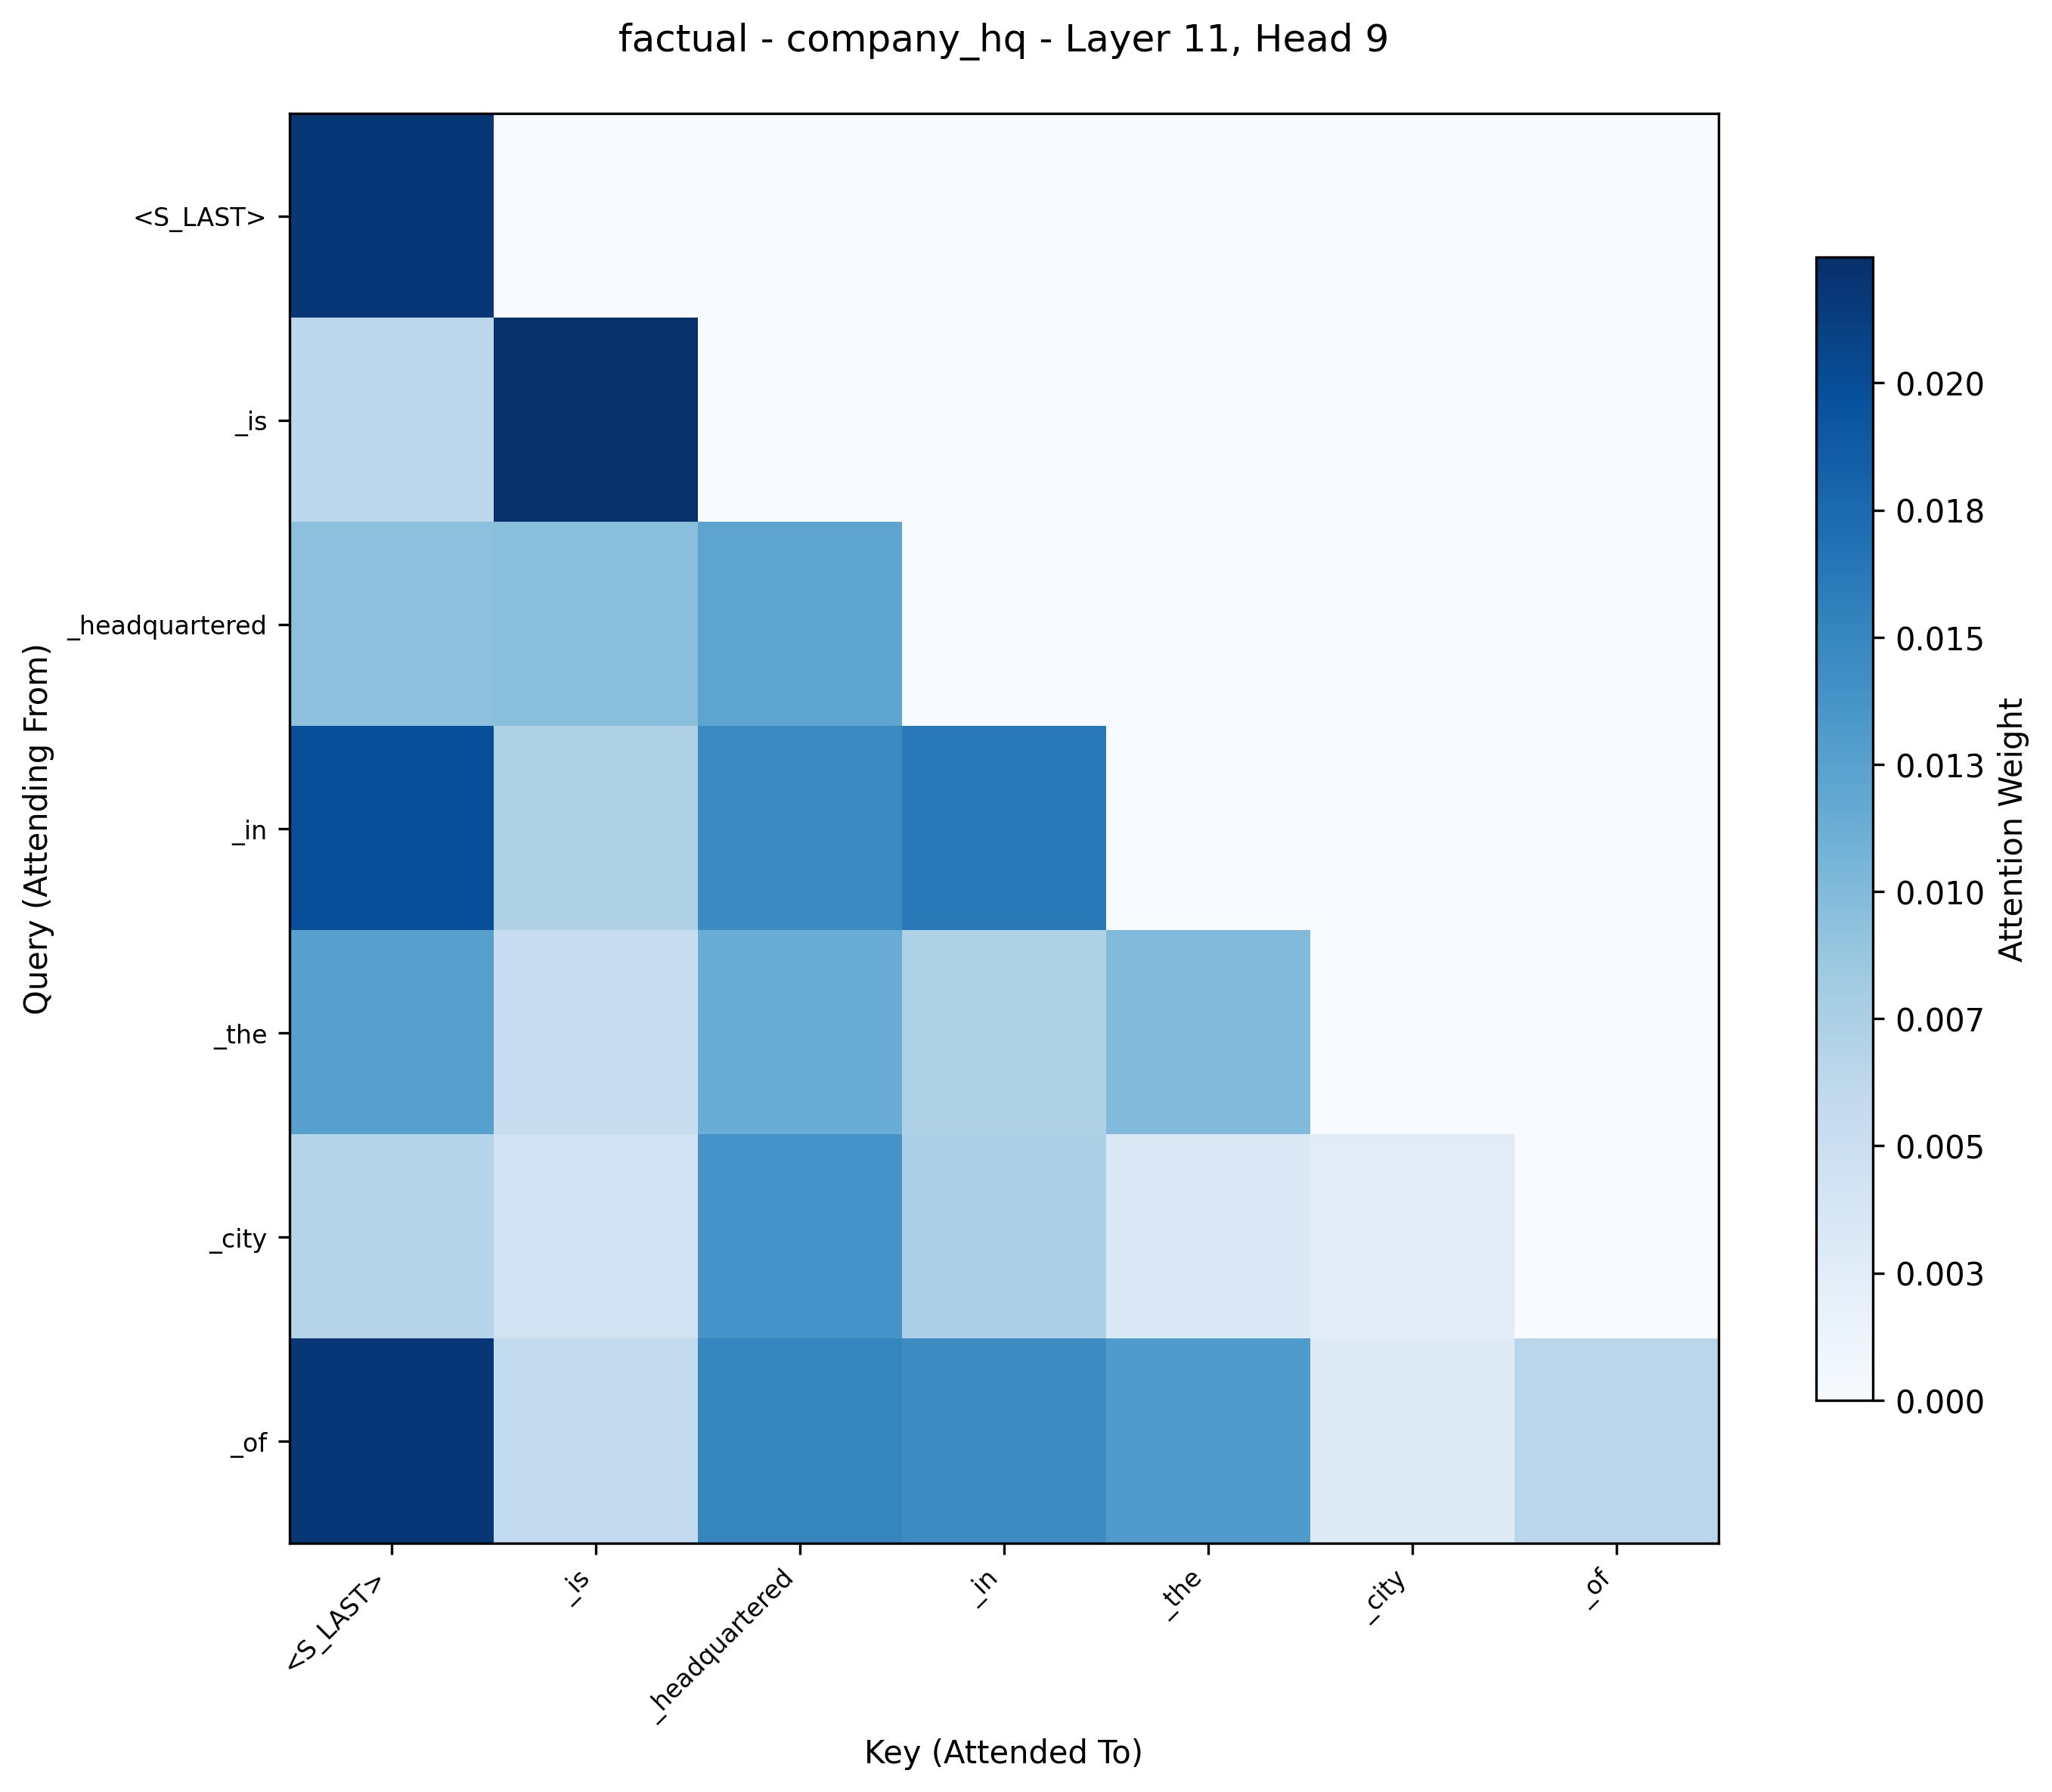 factual - company_hq - Layer 11, Head 9
Query (Attending From)
<S_LAST>
_is
_headquartered
_in
_the
_city
_of
<S_LAST>
_is
_headquartered
_in
_the
_city
_of
Key (Attended To)
0.020
0.018
0.015
0.013
0.010
0.007
0.005
0.003
0.000
Attention Weight